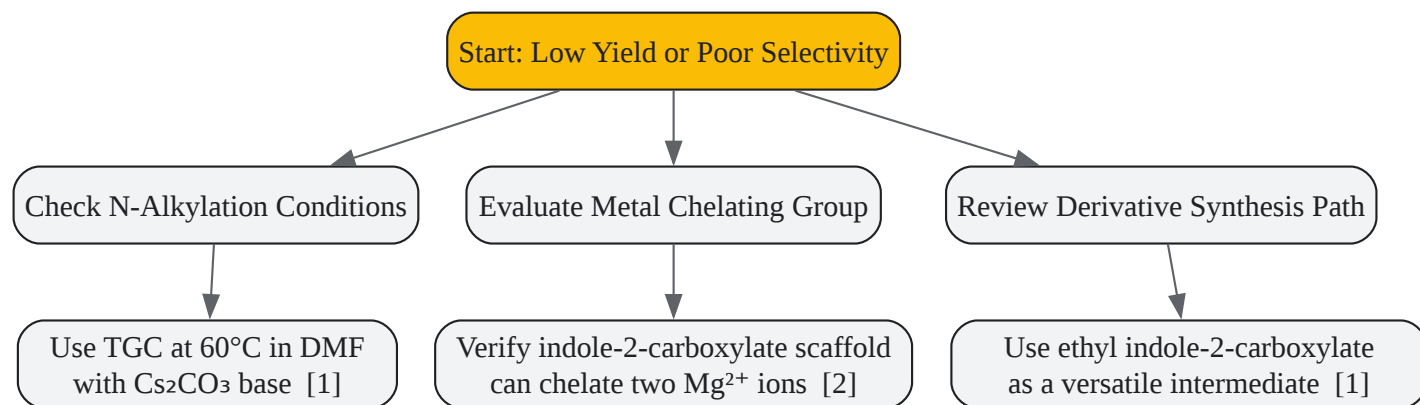 Start: Low Yield or Poor Selectivity
Check N-Alkylation Conditions
Evaluate Metal Chelating Group
Review Derivative Synthesis Path
Use TGC at 60°C in DMF
with Cs₂CO₃ base [1]
Verify indole-2-carboxylate scaffold
can chelate two Mg²⁺ ions [2]
Use ethyl indole-2-carboxylate
as a versatile intermediate [1]